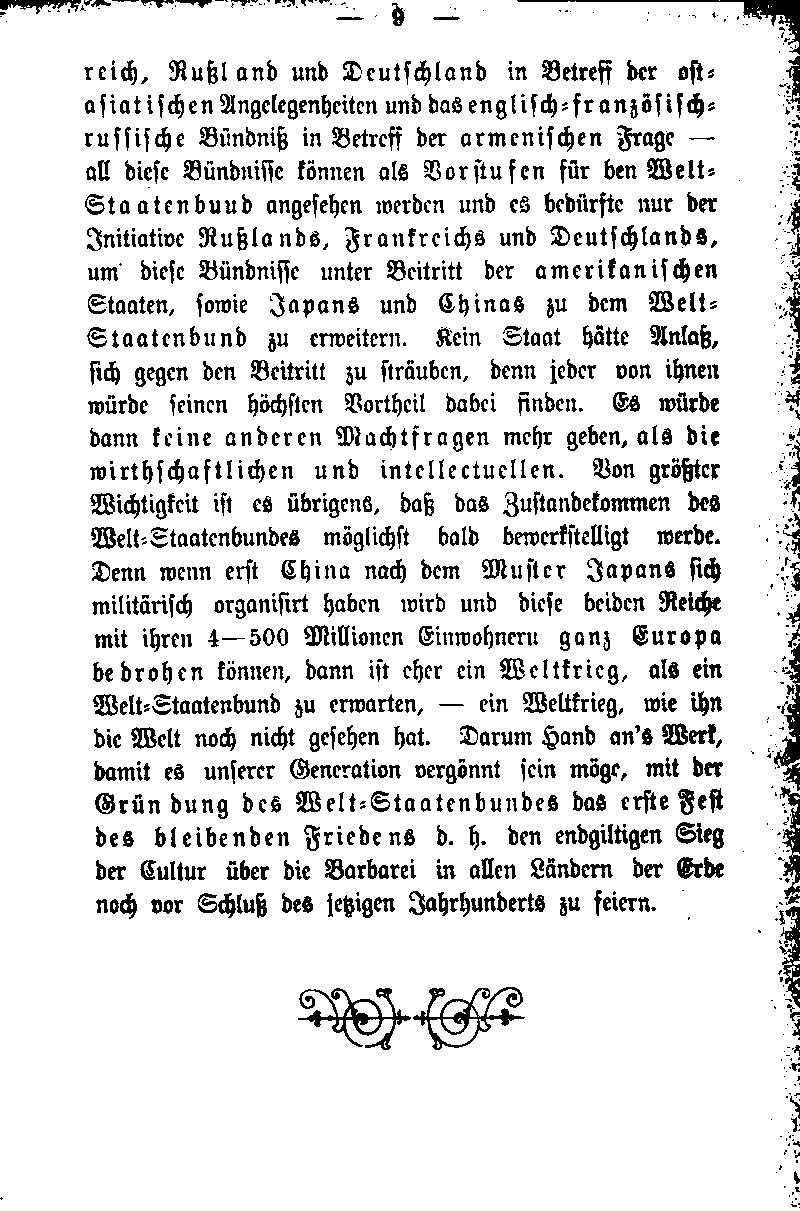 — 9 —
reich, Rußland und Deutschland in Betreff der ost-
asiatischen Angelegenheiten und das englisch-französisch-
russische Bündniß in Betreff der armenischen Frage —
all diese Bündnisse können als Vorstufen für ben Welt-
Staatenbuud angesehen werden und es bedürfte nur der
Initiative Rußlands, Frankreichs und Deutschlands,
um diese Bündnisse unter Beitritt der amerikanischen
Staaten, sowie Japans und Chinas zu dem Welt-
Staatenbund zu erweitern. Kein Staat hätte Anlaß,
sich gegen den Beitritt zu sträuben, denn jeder von ihnen
würde seinen höchsten Vortheil dabei finden. Es würde
dann keine anderen Machtfragen mehr geben, als die
wirthschaftlichen und intellectuellen. Von größter
Wichtigkeit ist es übrigens, daß das Zustandekommen des
Welt-Staatenbundes möglichst bald bewerkstelligt werde.
Denn wenn erst China nach dem Muster Japans sich
militärisch organisirt haben wird und diese beiden Reiche
mit ihren 4—500 Millionen Einwohneru ganz Europa
bedrohen können, dann ist eher ein Weltkrieg, als ein
Welt-Staatenbund zu erwarten, — ein Weltkrieg, wie ihn
die Welt noch nicht gesehen hat. Darum Hand an's Werk,
damit es unserer Generation vergönnt sein möge, mit der
Gründung des Welt-Staatenbundes das erste Fest
des bleibenden Friedens d. h. den endgiltigen Sieg
der Cultur über die Barbarei in allen Ländern der Erde
noch vor Schluß des jetzigen Jahrhunderts zu feiern.